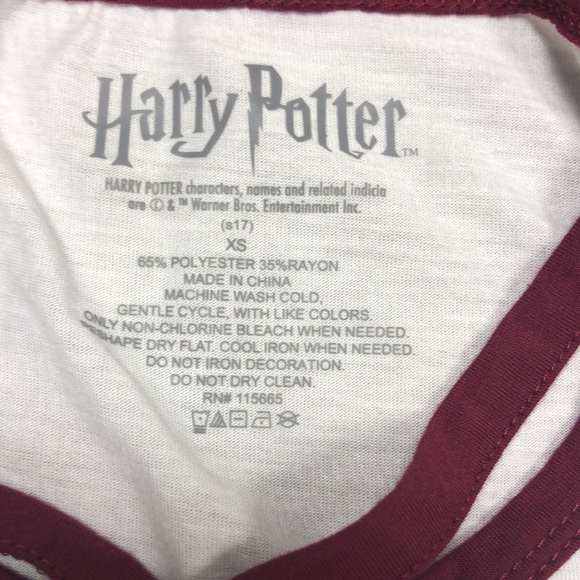 Harry Potter™
HARRY POTTER characters, names and related indicia
are © & ™ Warner Bros. Entertainment Inc.
(s17)
XS
65% POLYESTER 35%RAYON
MADE IN CHINA
MACHINE WASH COLD,
GENTLE CYCLE, WITH LIKE COLORS.
ONLY NON-CHLORINE BLEACH WHEN NEEDED.
RESHAPE DRY FLAT. COOL IRON WHEN NEEDED.
DO NOT IRON DECORATION.
DO NOT DRY CLEAN.
RN# 115665